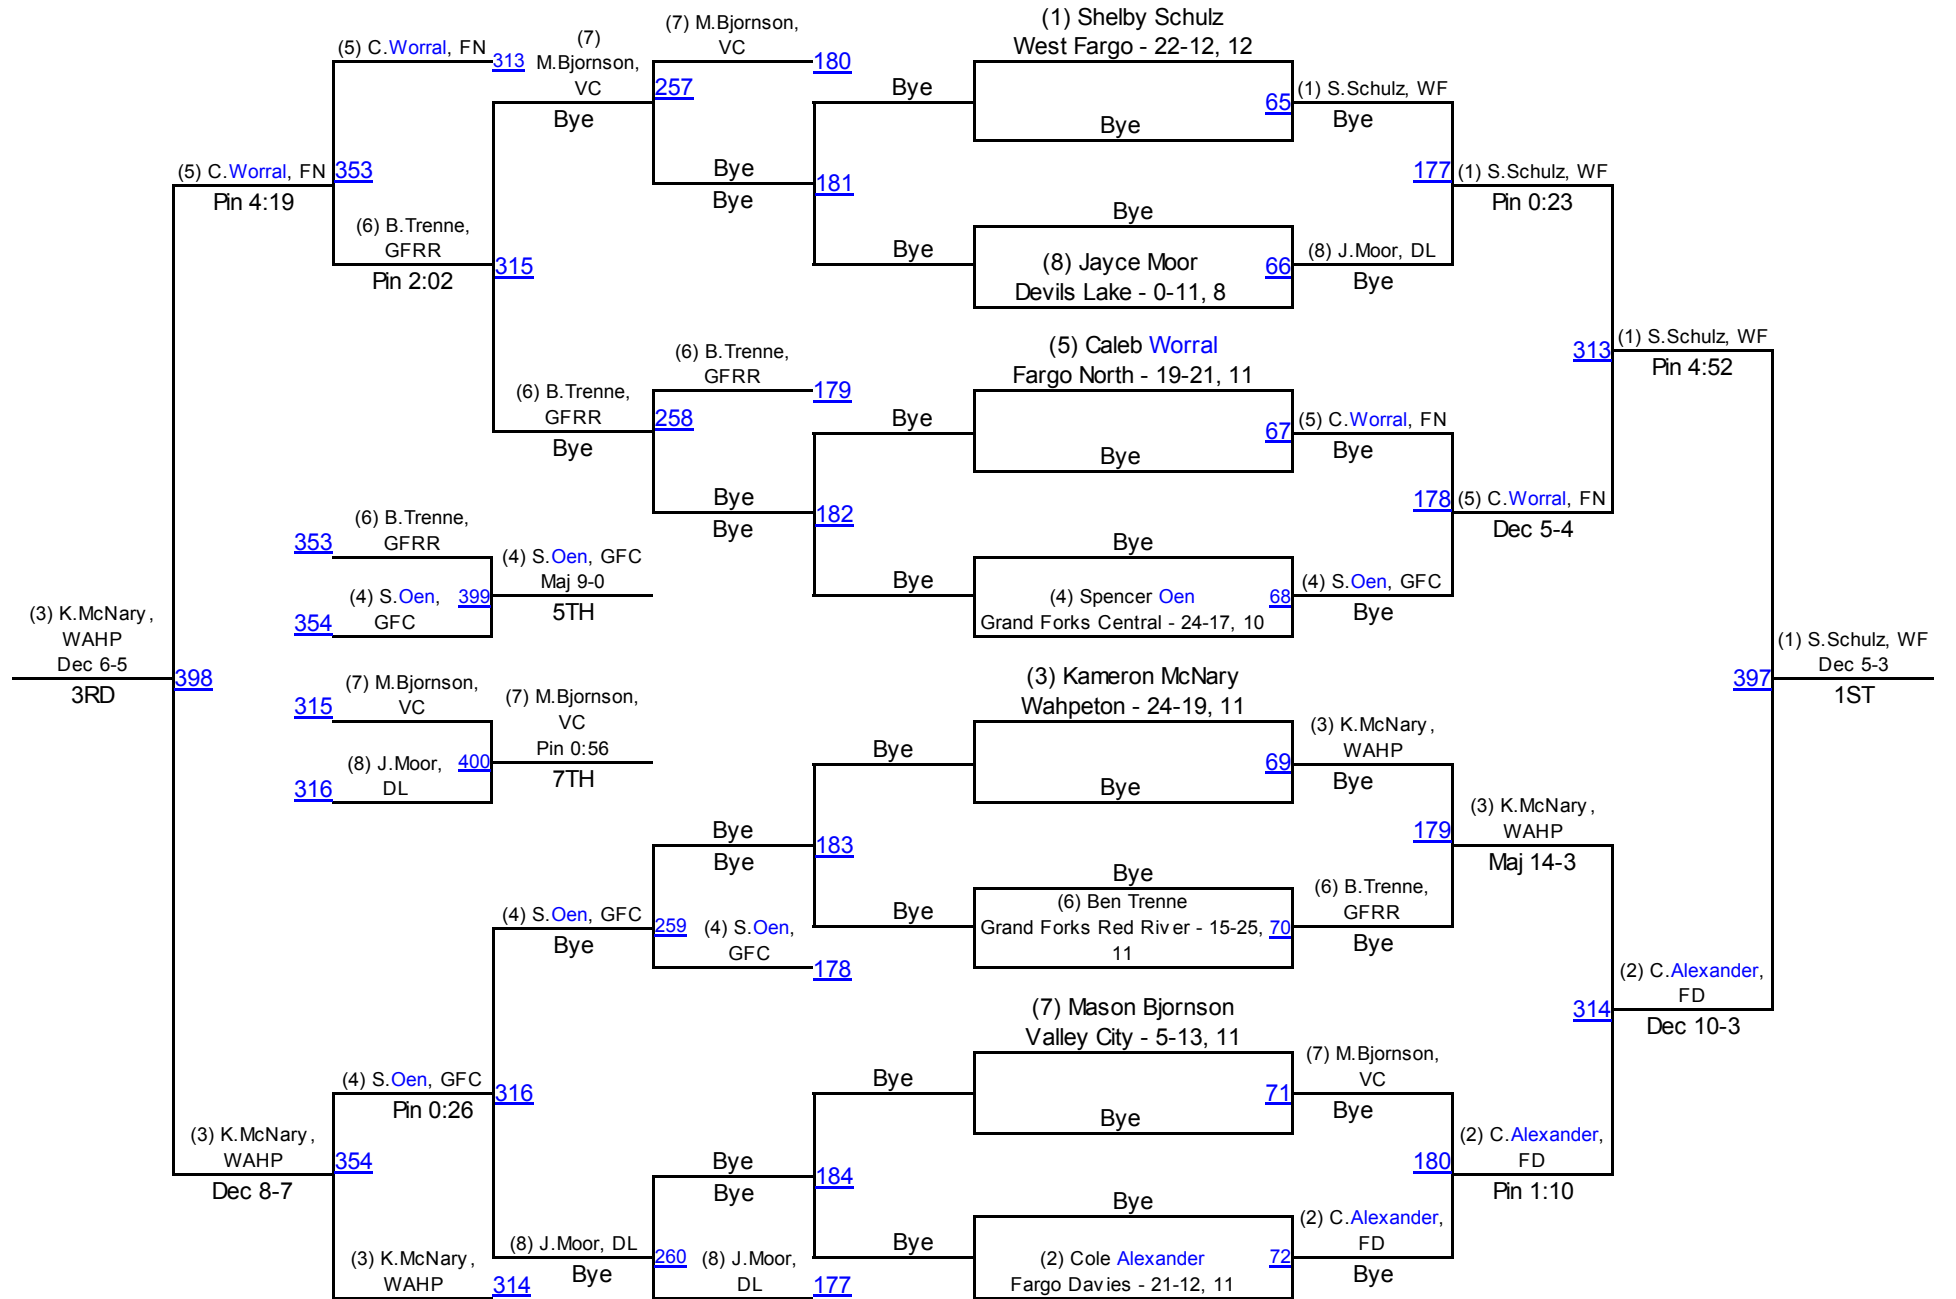 (1) Shelby Schulz
West Fargo - 22-12, 12
Bye
65
Bye
(8) Jayce Moor
Devils Lake - 0-11, 8
66
(5) Caleb Worral
Fargo North - 19-21, 11
Bye
67
Bye
(4) Spencer Oen
Grand Forks Central - 24-17, 10
68
(3) Kameron McNary
Wahpeton - 24-19, 11
69
Bye
Bye
(6) Ben Trenne
Grand Forks Red River - 15-25,
11
70
(7) Mason Bjornson
Valley City - 5-13, 11
71
Bye
Bye
(2) Cole Alexander
Fargo Davies - 21-12, 11
72
(1) S.Schulz, WF
Bye
177
(8) J.Moor, DL
Bye
(5) C.Worral, FN
Bye
178
(4) S.Oen, GFC
Bye
(3) K.McNary,
WAHP
Bye
179
(6) B.Trenne,
GFRR
Bye
(7) M.Bjornson,
VC
Bye
180
(2) C.Alexander,
FD
Bye
(1) S.Schulz, WF
Pin 0:23
313
(5) C.Worral, FN
Dec 5-4
(3) K.McNary,
WAHP
Maj 14-3
314
(2) C.Alexander,
FD
Pin 1:10
(1) S.Schulz, WF
Pin 4:52
397
(2) C.Alexander,
FD
Dec 10-3
(1) S.Schulz, WF
Dec 5-3
1ST
Bye
181
Bye
Bye
182
Bye
Bye
183
Bye
Bye
184
Bye
(7) M.Bjornson,
VC
180
257
Bye
Bye
(6) B.Trenne,
GFRR
179
258
Bye
Bye
Bye
Bye
259
(4) S.Oen,
GFC
178
Bye
Bye
260
(8) J.Moor,
DL
177
(7)
M.Bjornson,
VC
Bye
315
(6) B.Trenne,
GFRR
Bye
(4) S.Oen, GFC
Bye
316
(8) J.Moor, DL
Bye
(5) C.Worral, FN
313
353
(6) B.Trenne,
GFRR
Pin 2:02
(4) S.Oen, GFC
Pin 0:26
354
(3) K.McNary,
WAHP
314
(5) C.Worral, FN
Pin 4:19
398
(3) K.McNary,
WAHP
Dec 8-7
(3) K.McNary,
WAHP
Dec 6-5
3RD
353
(6) B.Trenne,
GFRR
354
(4) S.Oen,
GFC
399
(4) S.Oen, GFC
Maj 9-0
5TH
315
(7) M.Bjornson,
VC
316
(8) J.Moor,
DL
400
(7) M.Bjornson,
VC
Pin 0:56
7TH